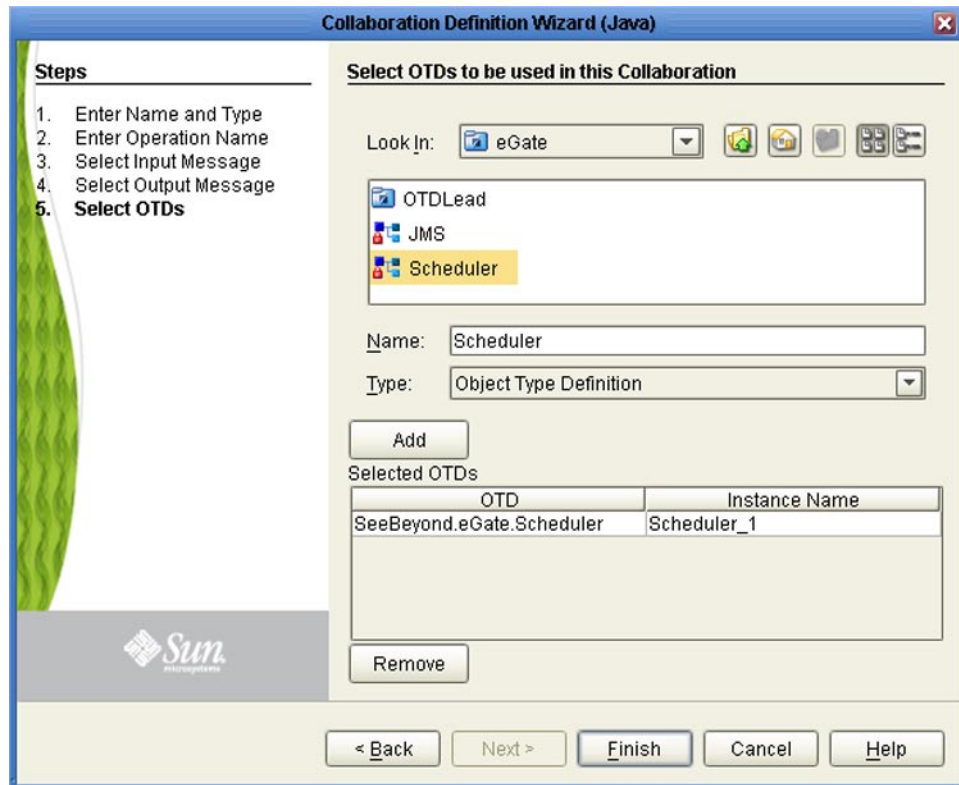 Collaboration Definition Wizard (Java)
Steps
1. Enter Name and Type
2. Enter Operation Name
3. Select Input Message
4. Select Output Message
5. Select OTDs
Select OTDs to be used in this Collaboration
Look In: eGate
OTDLead
JMS
Scheduler
Name: Scheduler
Type: Object Type Definition
Add
Selected OTDs
OTD Instance Name
SeeBeyond.eGate.Scheduler Scheduler_1
Sun
microsystems
Remove
< Back Next > Finish Cancel Help